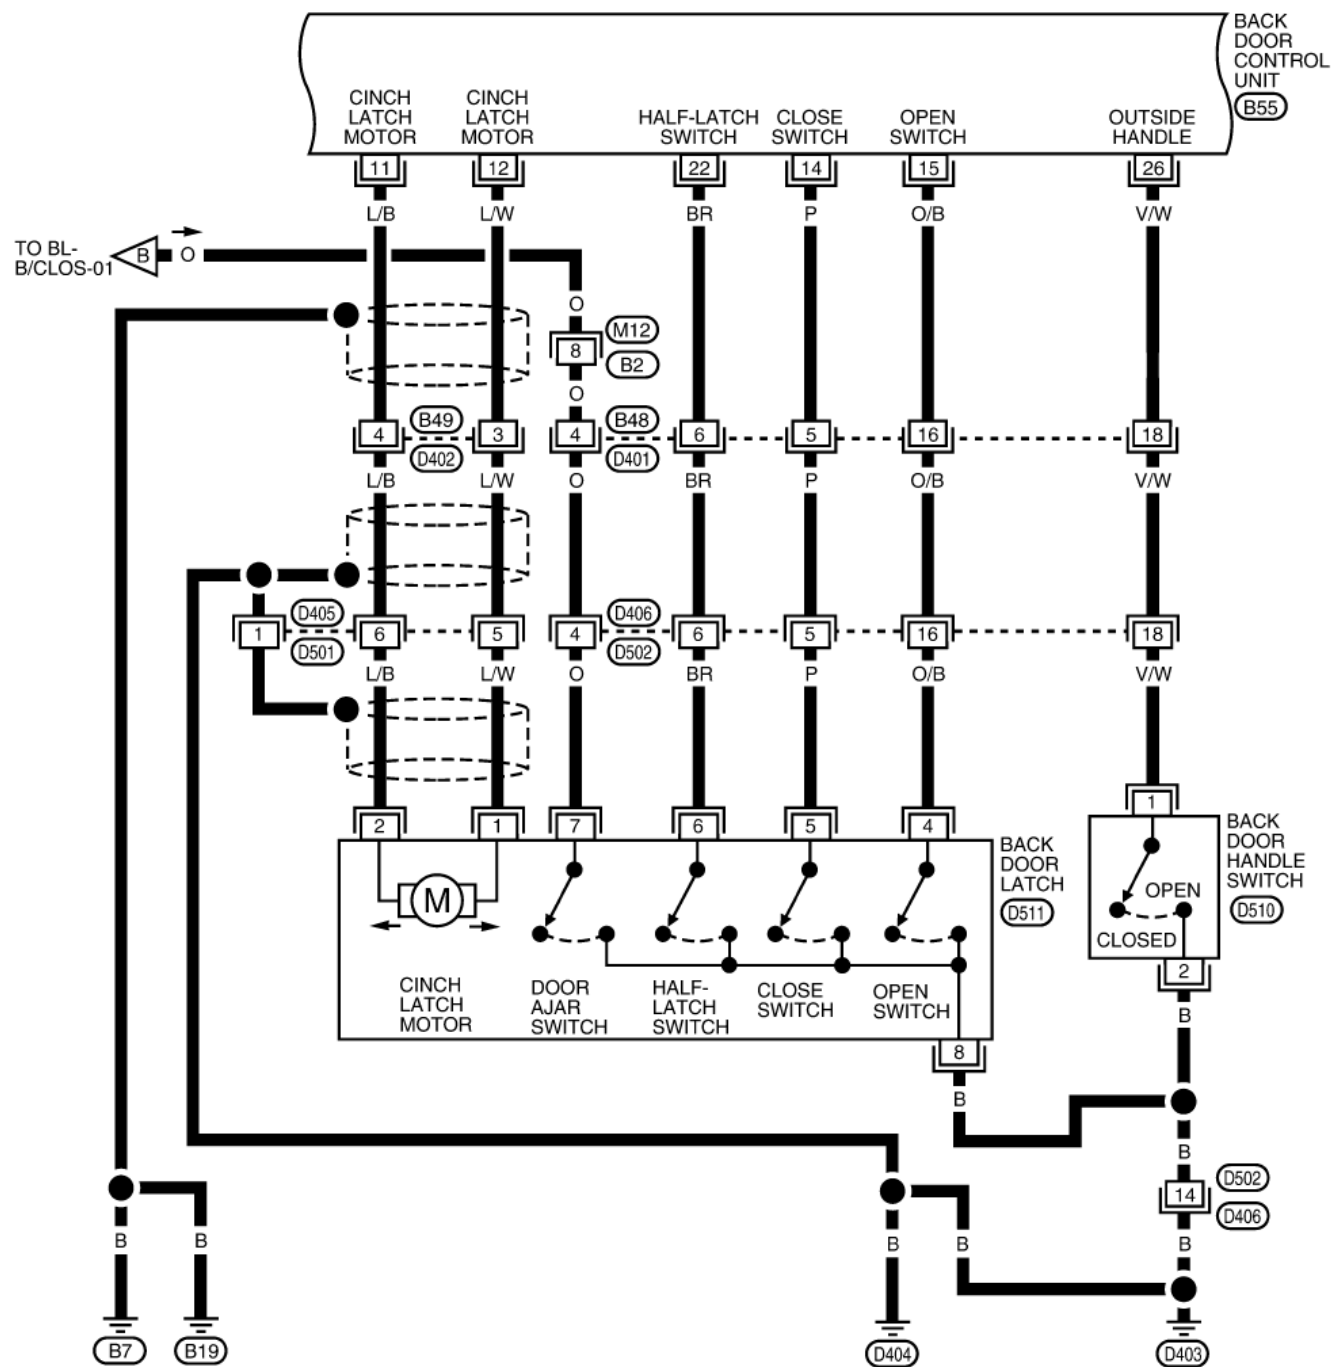 BACK
DOOR
CONTROL
UNIT
B55
CINCH
LATCH
MOTOR
CINCH
LATCH
MOTOR
HALF-LATCH
SWITCH
CLOSE
SWITCH
OPEN
SWITCH
OUTSIDE
HANDLE
11 12 22 14 15 26
L/B L/W BR P O/B V/W
TO BL-
B/CLOS-01
B O
O
M12
8
B2
O
B49 B48
4 3 4 6 5 16 18
D402 D401
L/B L/W O BR P O/B V/W
D405 D406
1 6 5 4 6 5 16 18
D501 D502
L/B L/W O BR P O/B V/W
1
2 1 7 6 5 4
BACK
DOOR
LATCH
D511
BACK
DOOR
HANDLE
SWITCH
D510
M
OPEN
CLOSED
2
CINCH
LATCH
MOTOR
DOOR
AJAR
SWITCH
HALF-
LATCH
SWITCH
CLOSE
SWITCH
OPEN
SWITCH
B
8
B
B
D502
14
D406
B B B B B
B7 B19 D404 D403